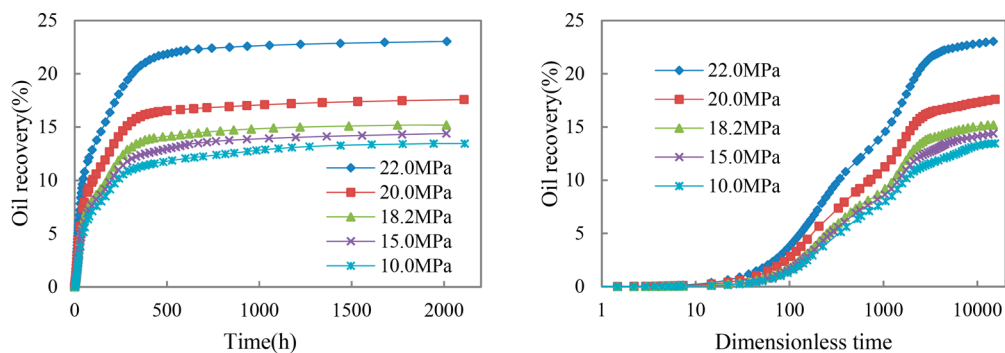 Oil recovery(%)
25
20
15
10
5
0
22.0MPa
20.0MPa
18.2MPa
15.0MPa
10.0MPa
0 500 1000 1500 2000
Time(h)
Oil recovery(%)
25
20
15
10
5
0
22.0MPa
20.0MPa
18.2MPa
15.0MPa
10.0MPa
1 10 100 1000 10000
Dimensionless time